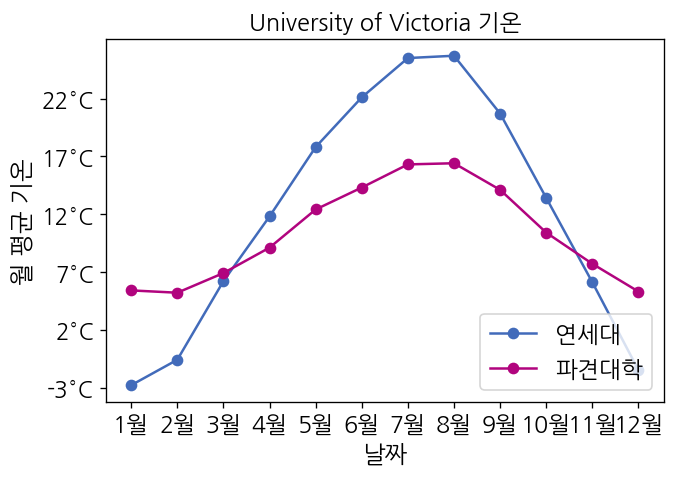 University of Victoria 기온
월 평균 기온
22°C
17°C
12°C
7°C
2°C
-3°C
1월 2월 3월 4월 5월 6월 7월 8월 9월 10월 11월 12월
날짜
연세대
파견대학